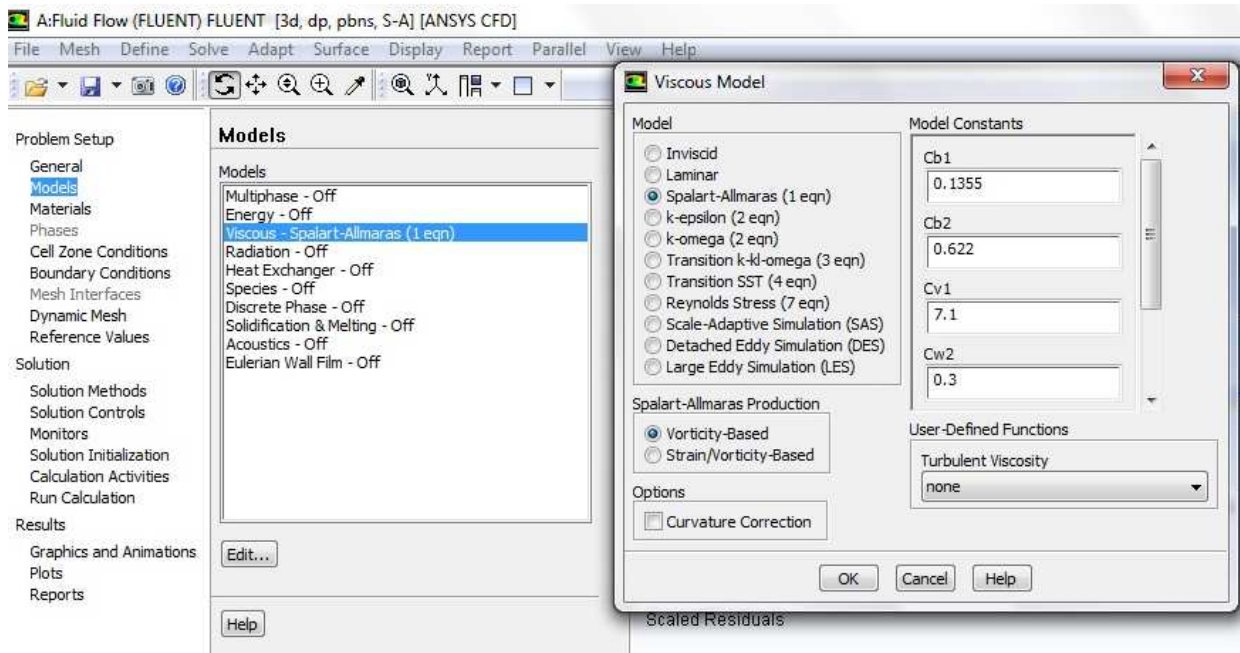 A:Fluid Flow (FLUENT) FLUENT [3d, dp, pbns, S-A] [ANSYS CFD]
File Mesh Define Solve Adapt Surface Display Report Parallel View Help
Problem Setup
General
Models
Materials
Phases
Cell Zone Conditions
Boundary Conditions
Mesh Interfaces
Dynamic Mesh
Reference Values
Solution
Solution Methods
Solution Controls
Monitors
Solution Initialization
Calculation Activities
Run Calculation
Results
Graphics and Animations
Plots
Reports
Models
Models
Multiphase - Off
Energy - Off
Viscous - Spalart-Allmaras (1 eqn)
Radiation - Off
Heat Exchanger - Off
Species - Off
Discrete Phase - Off
Solidification & Melting - Off
Acoustics - Off
Eulerian Wall Film - Off
Edit...
Help
Viscous Model
Model
Inviscid
Laminar
Spalart-Allmaras (1 eqn)
k-epsilon (2 eqn)
k-omega (2 eqn)
Transition k-kl-omega (3 eqn)
Transition SST (4 eqn)
Reynolds Stress (7 eqn)
Scale-Adaptive Simulation (SAS)
Detached Eddy Simulation (DES)
Large Eddy Simulation (LES)
Spalart-Allmaras Production
Vorticity-Based
Strain/Vorticity-Based
Options
Curvature Correction
Model Constants
Cb1
0.1355
Cb2
0.622
Cv1
7.1
Cw2
0.3
User-Defined Functions
Turbulent Viscosity
none
OK Cancel Help
Scaled Residuals